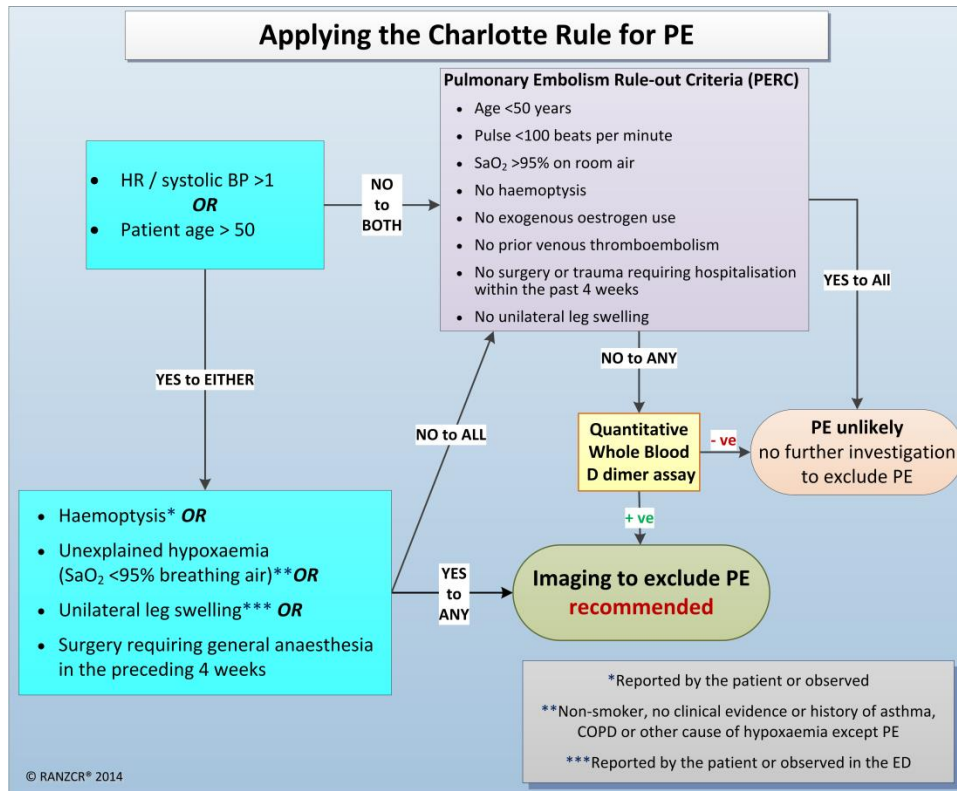 Applying the Charlotte Rule for PE
Pulmonary Embolism Rule-out Criteria (PERC)
• Age <50 years
• Pulse <100 beats per minute
• SaO₂ >95% on room air
• No haemoptysis
• No exogenous oestrogen use
• No prior venous thromboembolism
• No surgery or trauma requiring hospitalisation
within the past 4 weeks
• No unilateral leg swelling
• HR / systolic BP >1
OR
• Patient age > 50
NO
to
BOTH
YES to All
YES to EITHER
NO to ALL
NO to ANY
Quantitative
Whole Blood
D dimer assay
- ve
PE unlikely
no further investigation
to exclude PE
+ ve
• Haemoptysis* OR
• Unexplained hypoxaemia
(SaO₂ <95% breathing air)**OR
• Unilateral leg swelling*** OR
• Surgery requiring general anaesthesia
in the preceding 4 weeks
YES
to
ANY
Imaging to exclude PE
recommended
*Reported by the patient or observed
**Non-smoker, no clinical evidence or history of asthma,
COPD or other cause of hypoxaemia except PE
***Reported by the patient or observed in the ED
© RANZCR® 2014